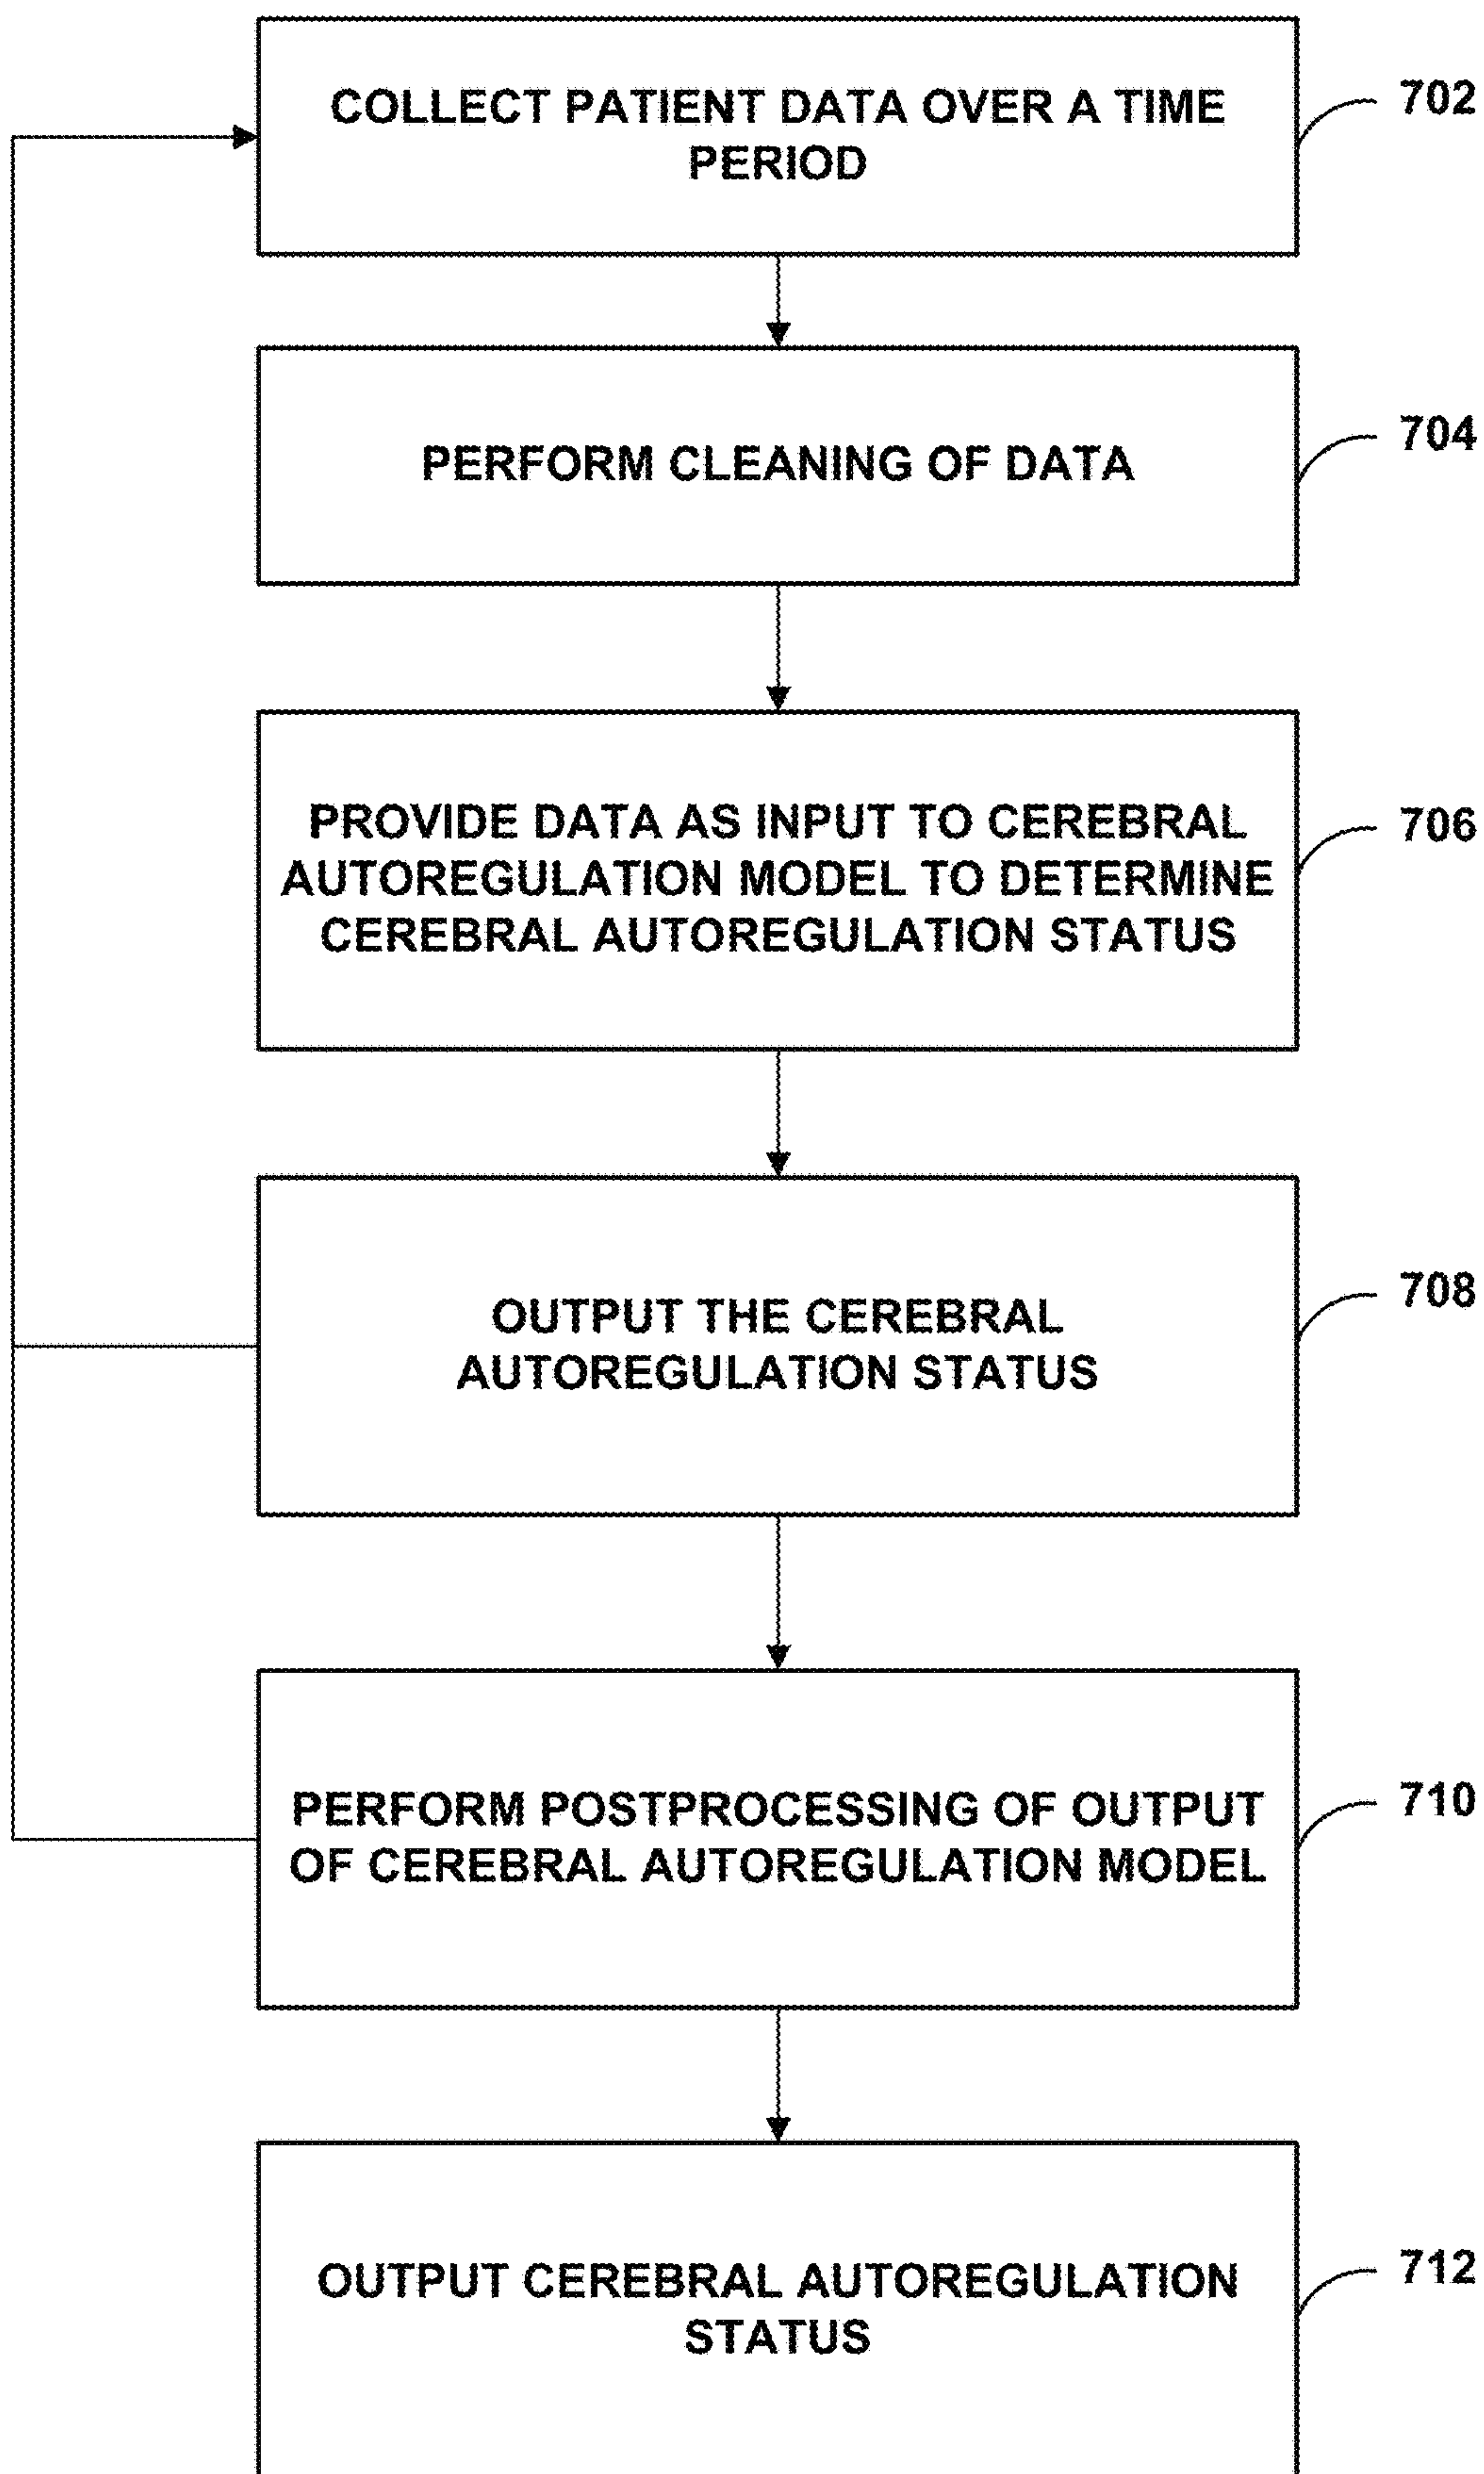 COLLECT PATIENT DATA OVER A TIME
PERIOD
702
PERFORM CLEANING OF DATA
704
PROVIDE DATA AS INPUT TO CEREBRAL
AUTOREGULATION MODEL TO DETERMINE
CEREBRAL AUTOREGULATION STATUS
706
OUTPUT THE CEREBRAL
AUTOREGULATION STATUS
708
PERFORM POSTPROCESSING OF OUTPUT
OF CEREBRAL AUTOREGULATION MODEL
710
OUTPUT CEREBRAL AUTOREGULATION
STATUS
712